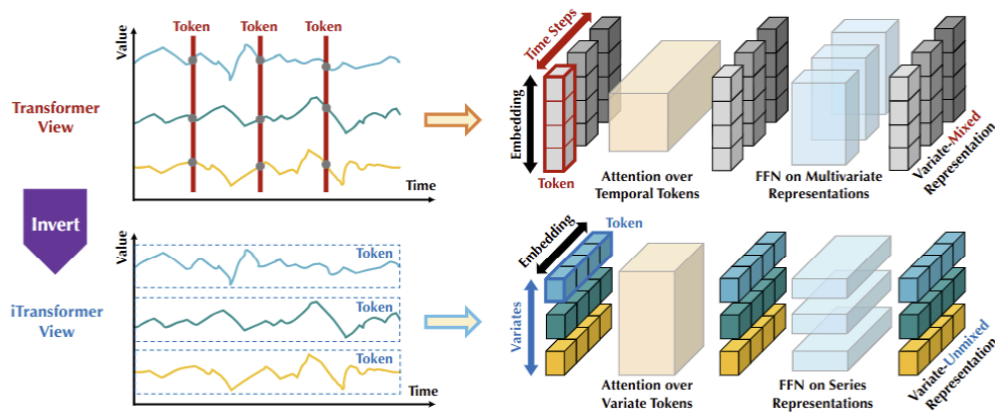 Token
Token
Token
Value
Transformer
View
Time
Invert
Value
Token
iTransformer
View
Token
Token
Time
Time Steps
Embedding
Token
Attention over
Temporal Tokens
FFN on Multivariate
Representations
Variate-Mixed
Representation
Embedding
Token
Variates
Attention over
Variate Tokens
FFN on Series
Representations
Variate-Unmixed
Representation